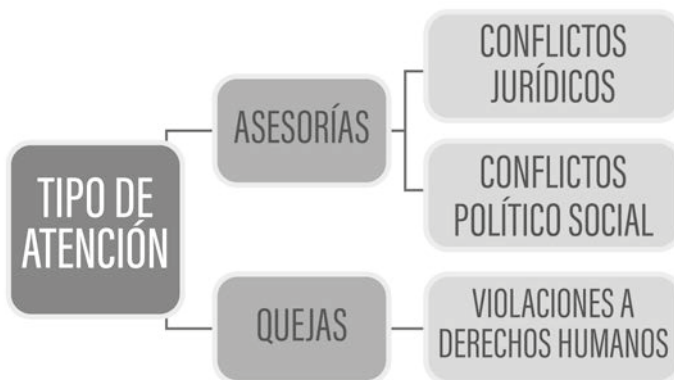 TIPO DE
ATENCIÓN
ASESORÍAS
CONFLICTOS
JURÍDICOS
CONFLICTOS
POLÍTICO SOCIAL
QUEJAS
VIOLACIONES A
DERECHOS HUMANOS